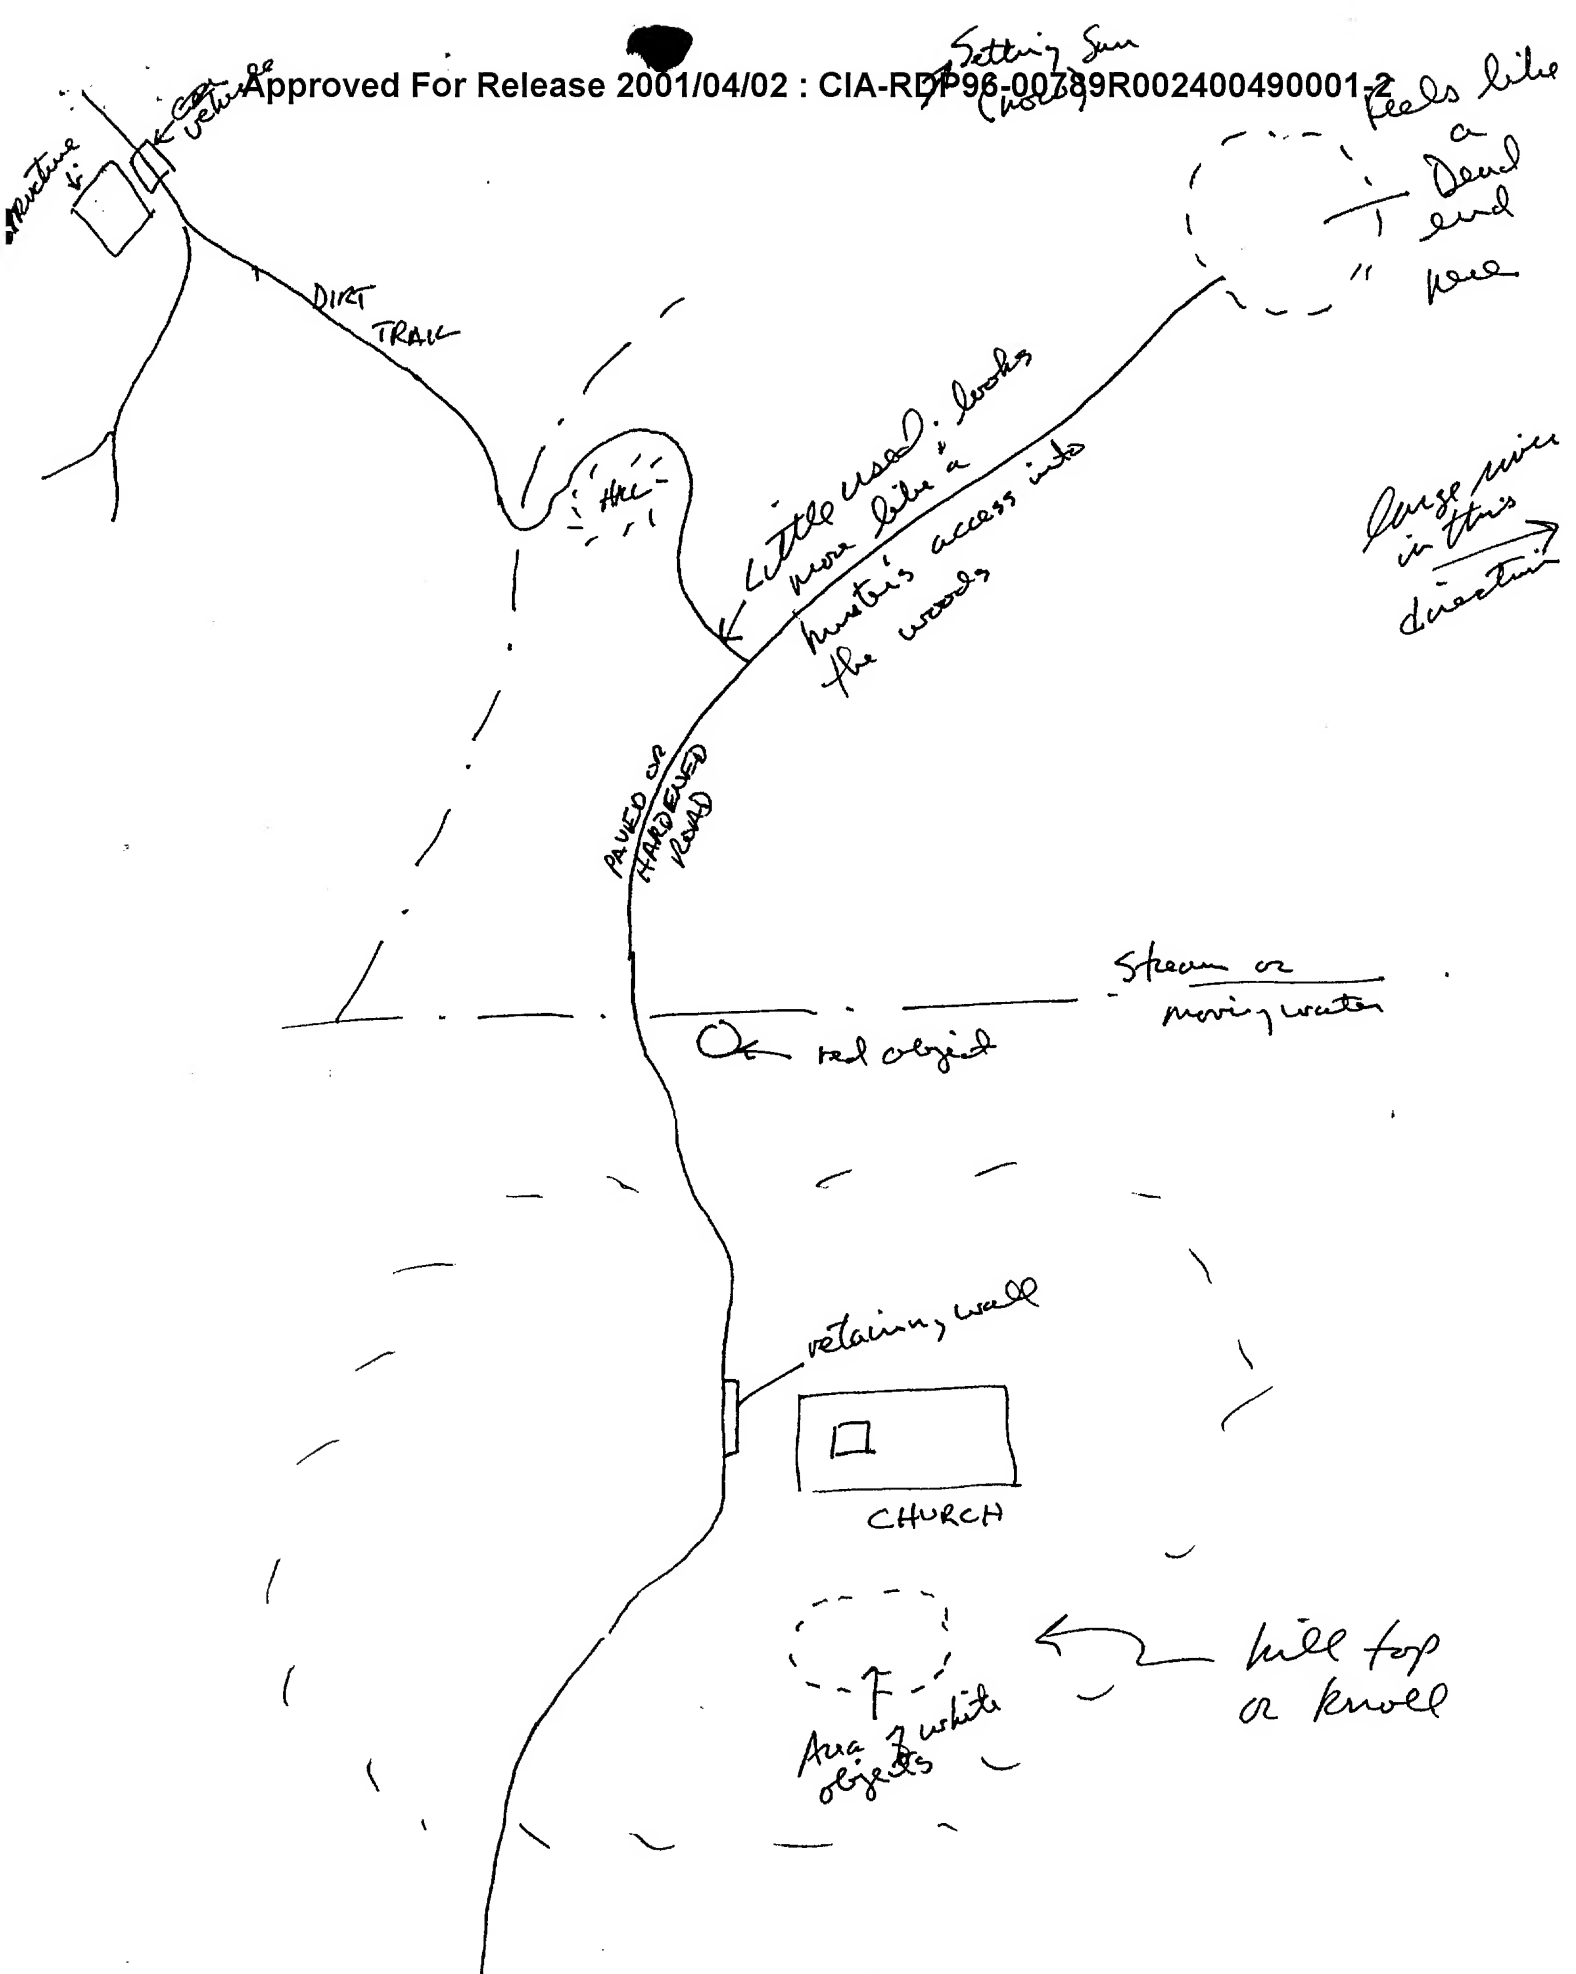 Setting Sun
Approved For Release 2001/04/02 : CIA-RDP96-00789R002400490001-2
vehicle
Feels like
a
Dead
end
here
DIRT
TRAIL
HILL
Little used. looks
more like a
hunter's access into
the woods
large river
in this
direction
PAVED OR
HARDENED
ROAD
Stream or
moving water
red object
retaining wall
CHURCH
hill top
or knoll
Area of white
objects